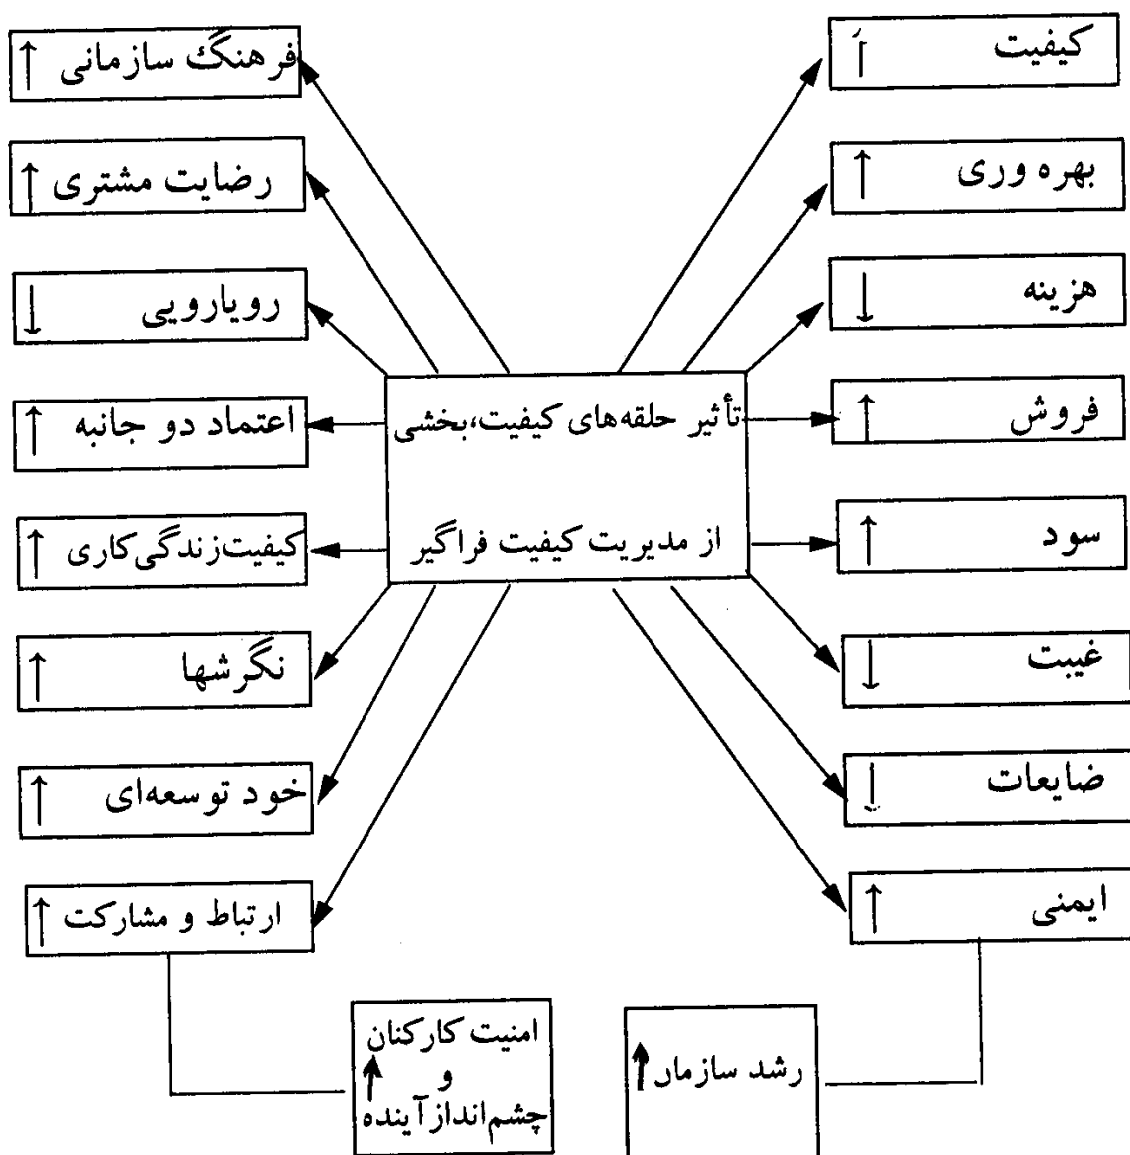 کیفیت ↑
بهره وری ↑
هزینه ↓
فروش ↑
سود ↑
غیبت ↓
ضایعات ↓
ایمنی ↑
تأثیر حلقه‌های کیفیت،بخشی
از مدیریت کیفیت فراگیر
فرهنگ سازمانی ↑
رضایت مشتری ↑
رویارویی ↓
اعتماد دو جانبه ↑
کیفیت زندگی کاری ↑
نگرشها ↑
خود توسعه‌ای ↑
ارتباط و مشارکت ↑
رشد سازمان ↑
امنیت کارکنان
↑ و
چشم‌انداز آینده